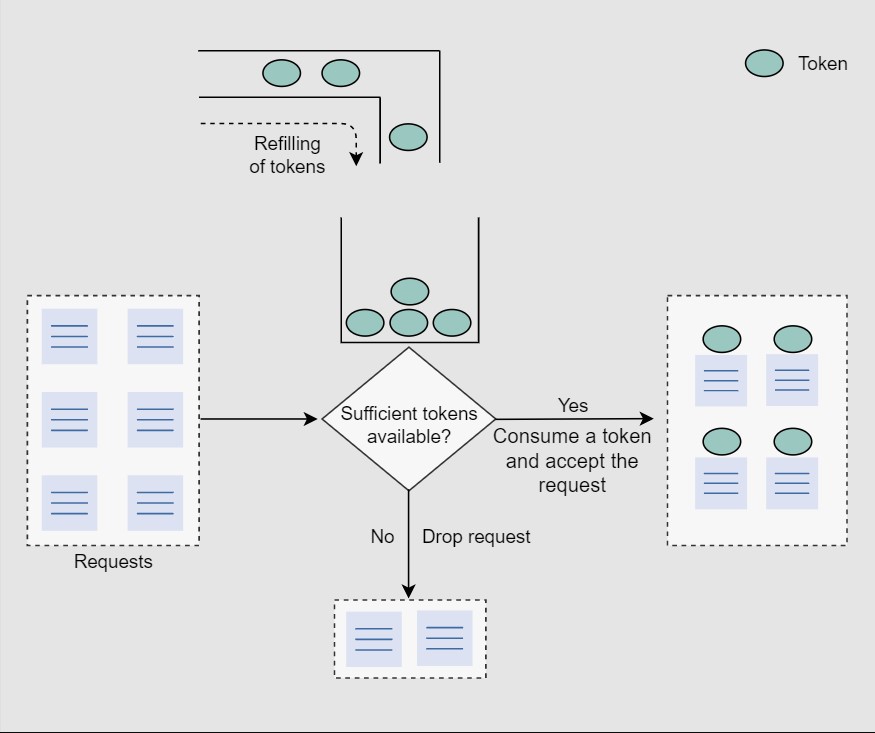 Token
Refilling
of tokens
Sufficient tokens
available?
Yes
Consume a token
and accept the
request
No
Drop request
Requests